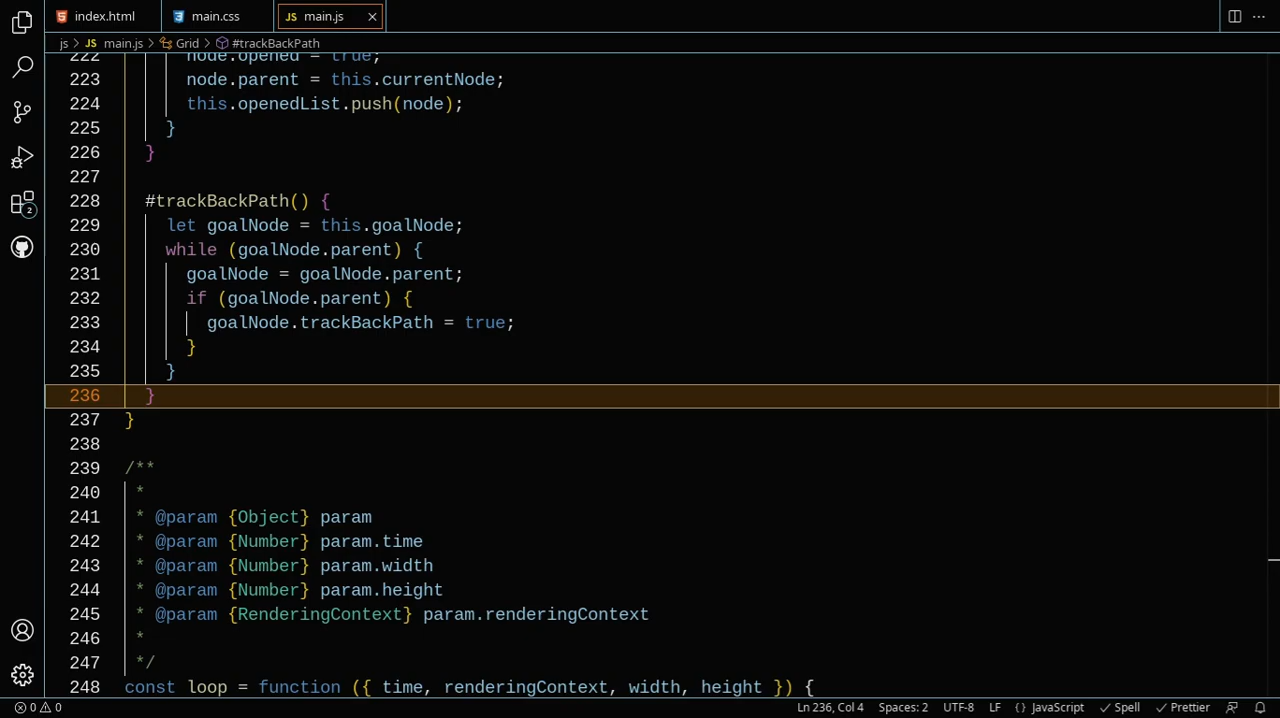 index.html main.css JS main.js
js > JS main.js > Grid > #trackBackPath
222 node.opened = true;
223 node.parent = this.currentNode;
224 this.openedList.push(node);
225 }
226 }
227
228 #trackBackPath() {
229 let goalNode = this.goalNode;
230 while (goalNode.parent) {
231 goalNode = goalNode.parent;
232 if (goalNode.parent) {
233 goalNode.trackBackPath = true;
234 }
235 }
236 }
237 }
238
239 /**
240 *
241 * @param {Object} param
242 * @param {Number} param.time
243 * @param {Number} param.width
244 * @param {Number} param.height
245 * @param {RenderingContext} param.renderingContext
246 *
247 */
248 const loop = function ({ time, renderingContext, width, height }) {
2
0 0 Ln 236, Col 4 Spaces: 2 UTF-8 LF {} JavaScript Spell Prettier